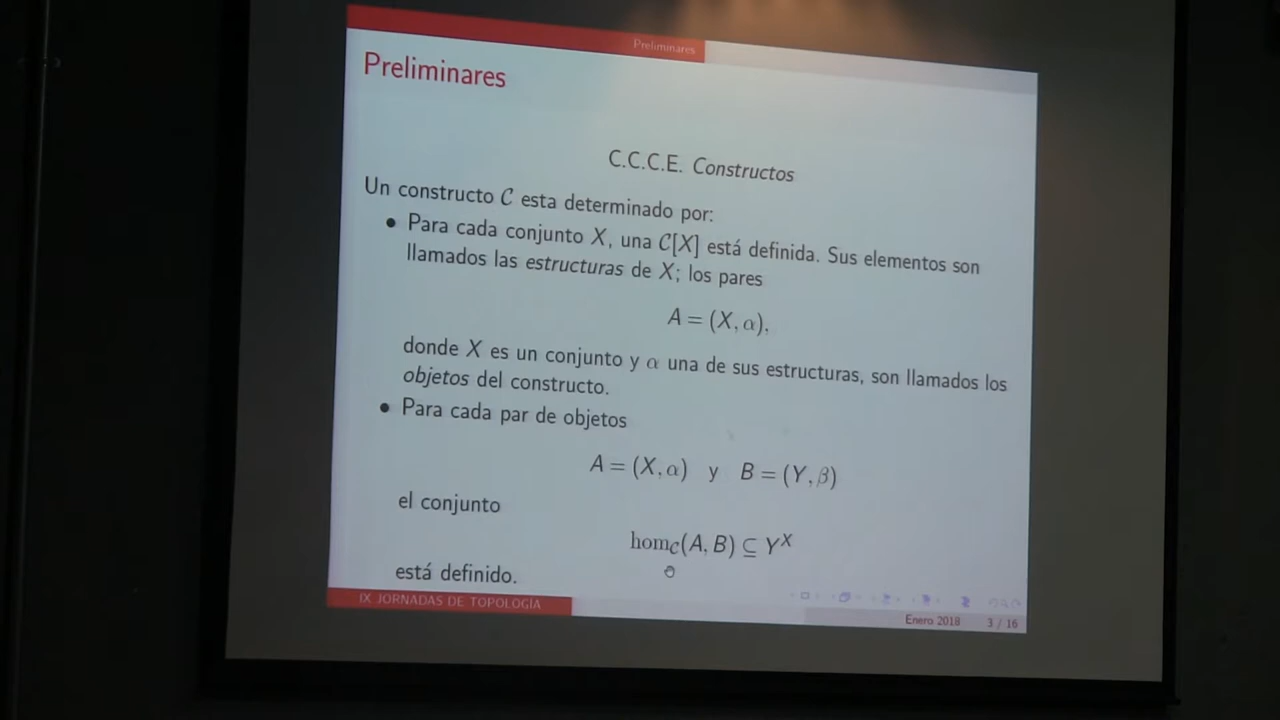 Preliminares
Preliminares
C.C.C.E. Constructos
Un constructo 𝒞 esta determinado por:
• Para cada conjunto X, una 𝒞[X] está definida. Sus elementos son
llamados las estructuras de X; los pares
A = (X, α).
donde X es un conjunto y α una de sus estructuras, son llamados los
objetos del constructo.
• Para cada par de objetos
A = (X, α) y B = (Y, β)
el conjunto
hom𝒞(A, B) ⊆ Y^X
está definido.
IX JORNADAS DE TOPOLOGÍA
Enero 2018 3 / 16